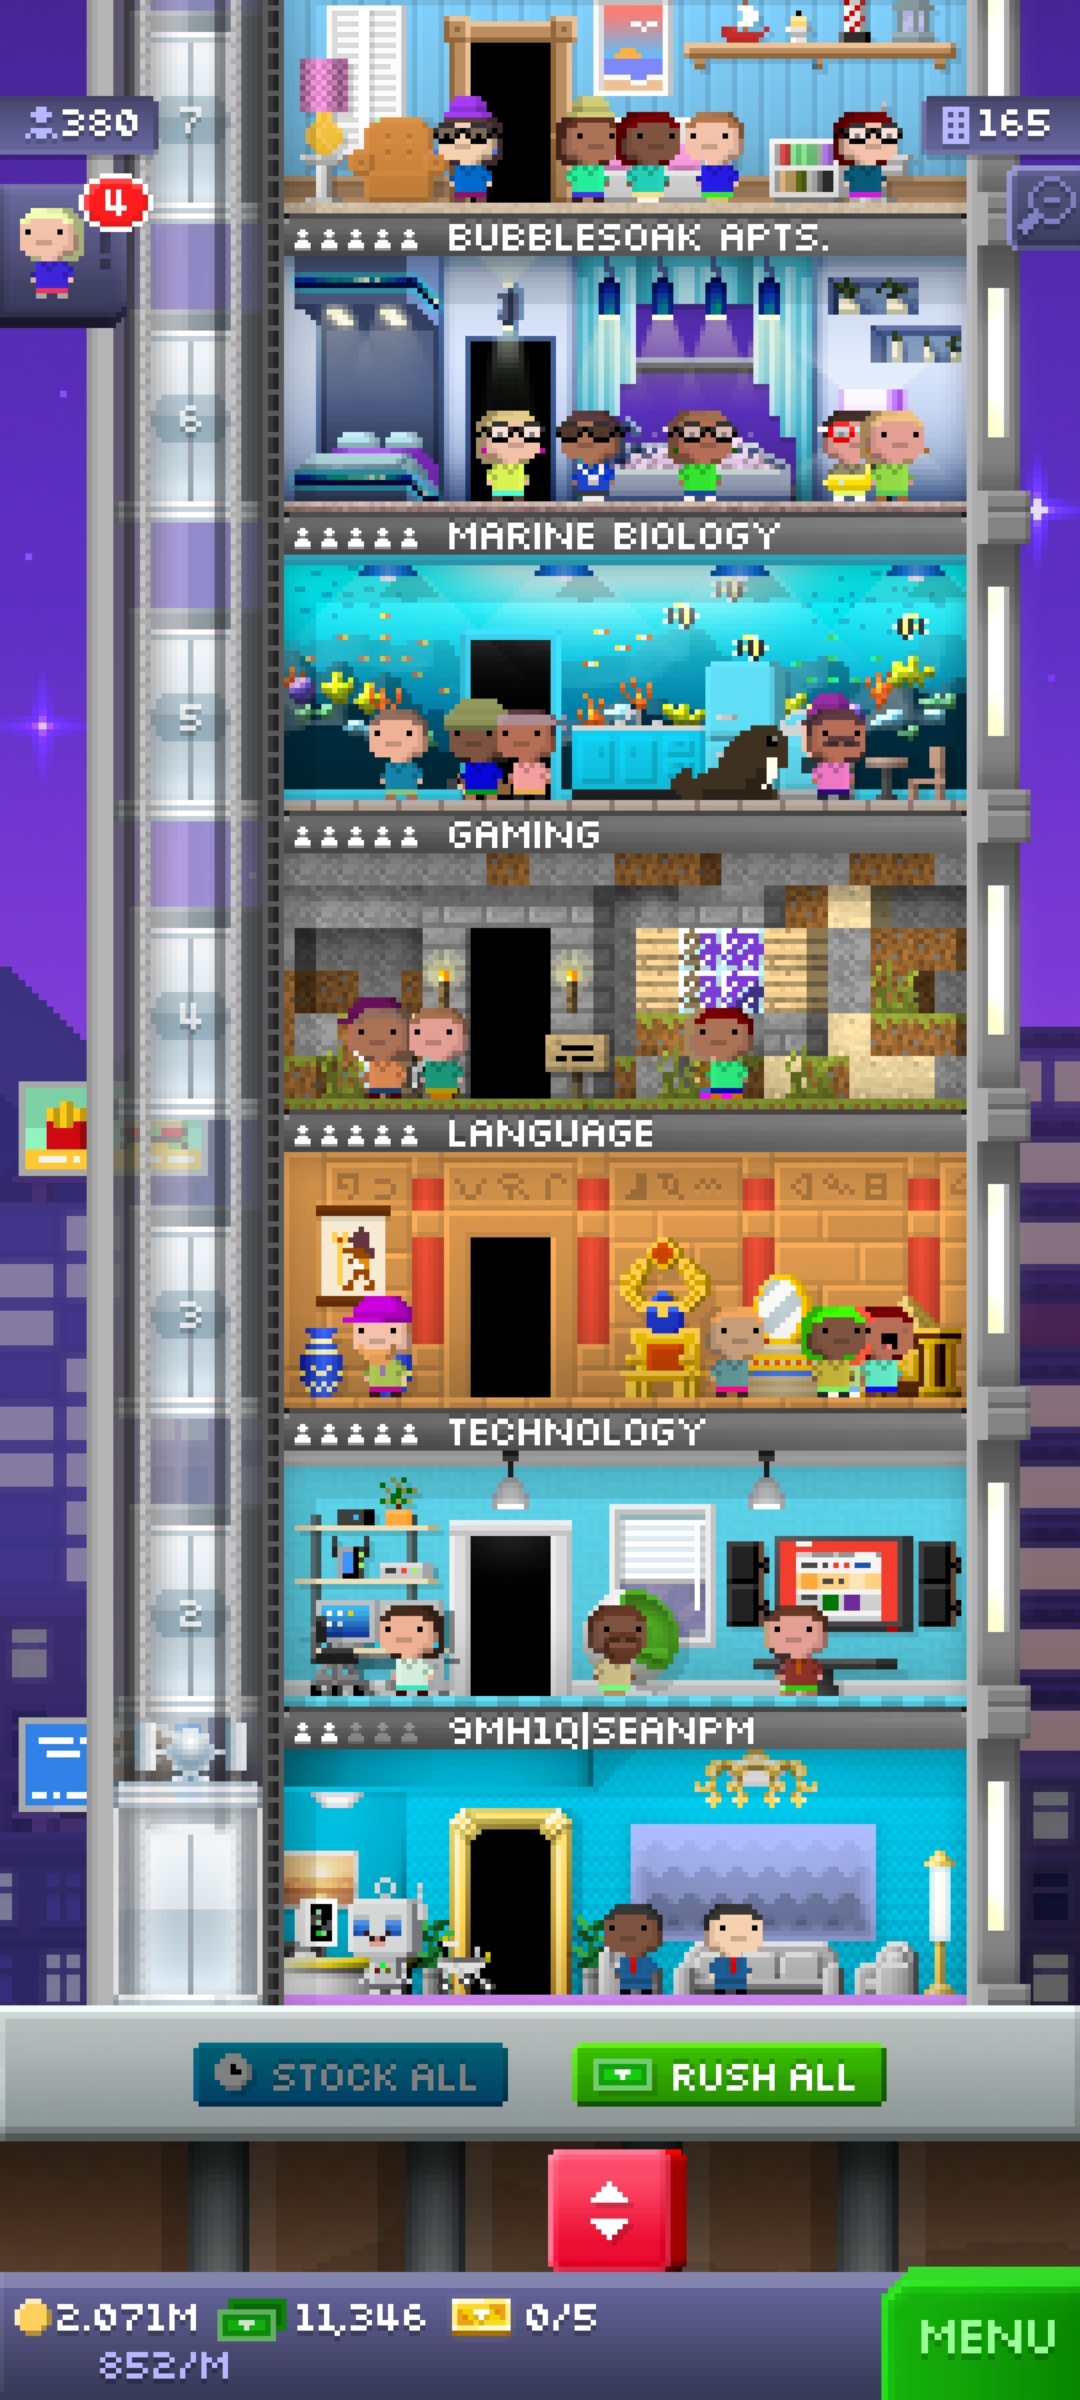 7
380
165
4
BUBBLESOAK APTS.
6
MARINE BIOLOGY
5
GAMING
4
LANGUAGE
3
TECHNOLOGY
2
9MH1Q|SEANPM
STOCK ALL
RUSH ALL
2.071M 11,346 0/5
852/M
MENU